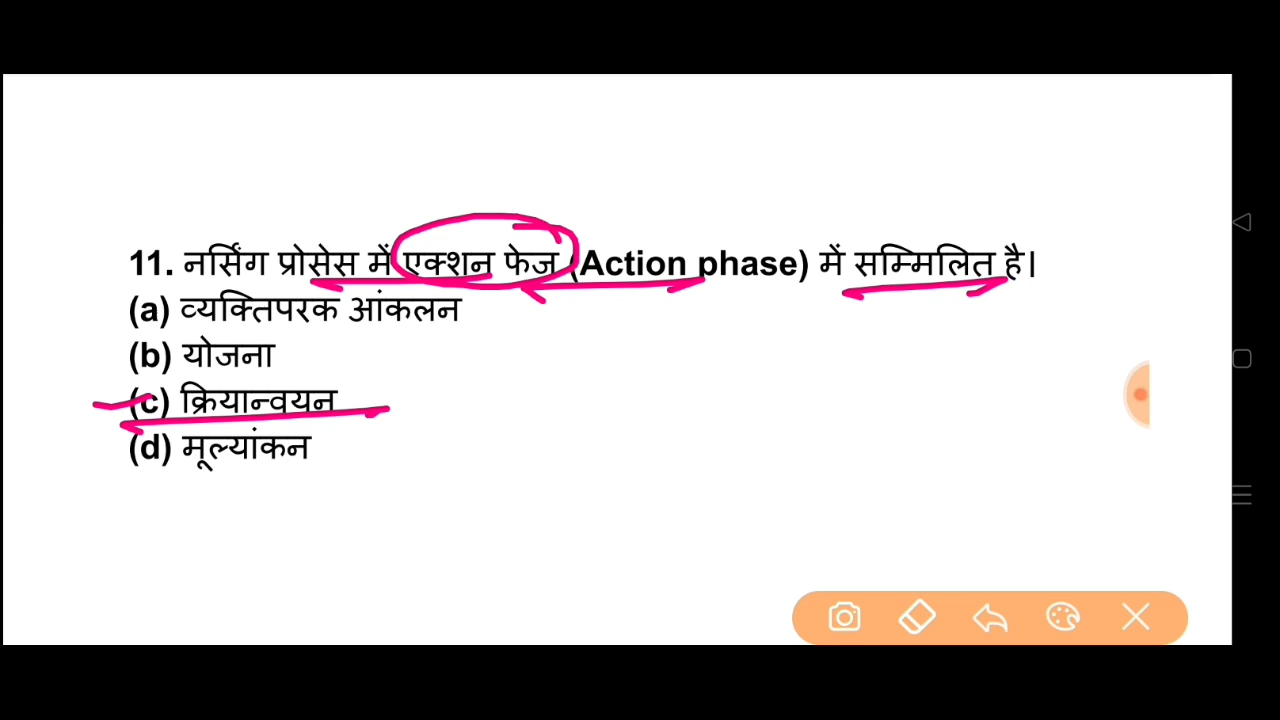 11. नर्सिंग प्रोसेस में एक्शन फेज (Action phase) में सम्मिलित है।
(a) व्यक्तिपरक आंकलन
(b) योजना
(c) क्रियान्वयन
(d) मूल्यांकन